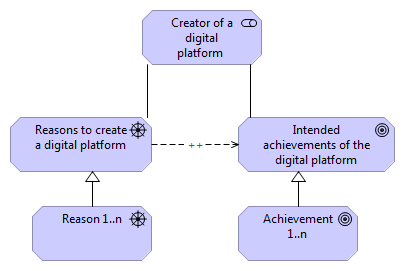 Creator of a
digital
platform
Reasons to create
a digital platform
++
Intended
achievements of the
digital platform
Reason 1..n
Achievement
1..n